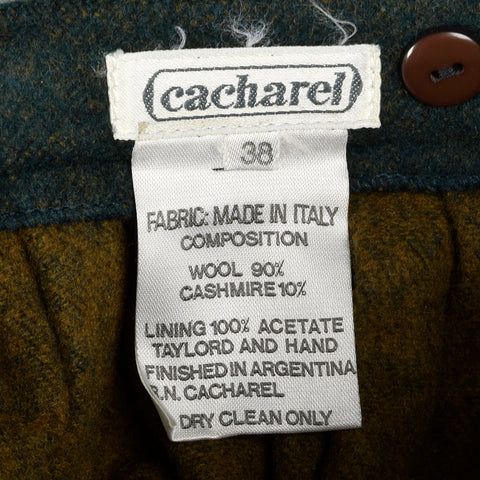 cacharel
38
FABRIC: MADE IN ITALY
COMPOSITION
WOOL 90%
CASHMIRE 10%
LINING 100% ACETATE
TAYLORD AND HAND
FINISHED IN ARGENTINA
R.N. CACHAREL
DRY CLEAN ONLY